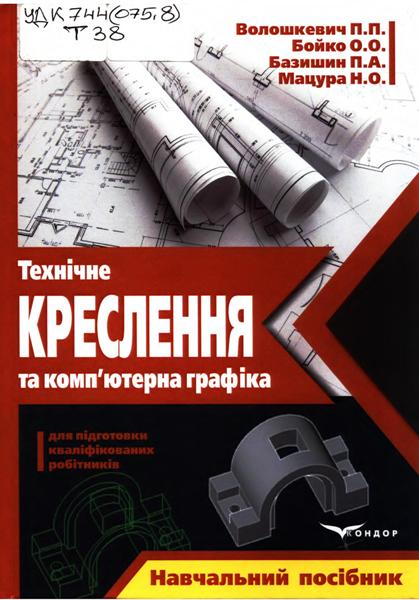 УДК 744(075.8)
Т 38
Волошкевич П.П.
Бойко О.О.
Базишин П.А.
Мацура Н.О.
Технічне
КРЕСЛЕННЯ
та комп'ютерна графіка
для підготовки
кваліфікованих
робітників
КОНДОР
Навчальний посібник